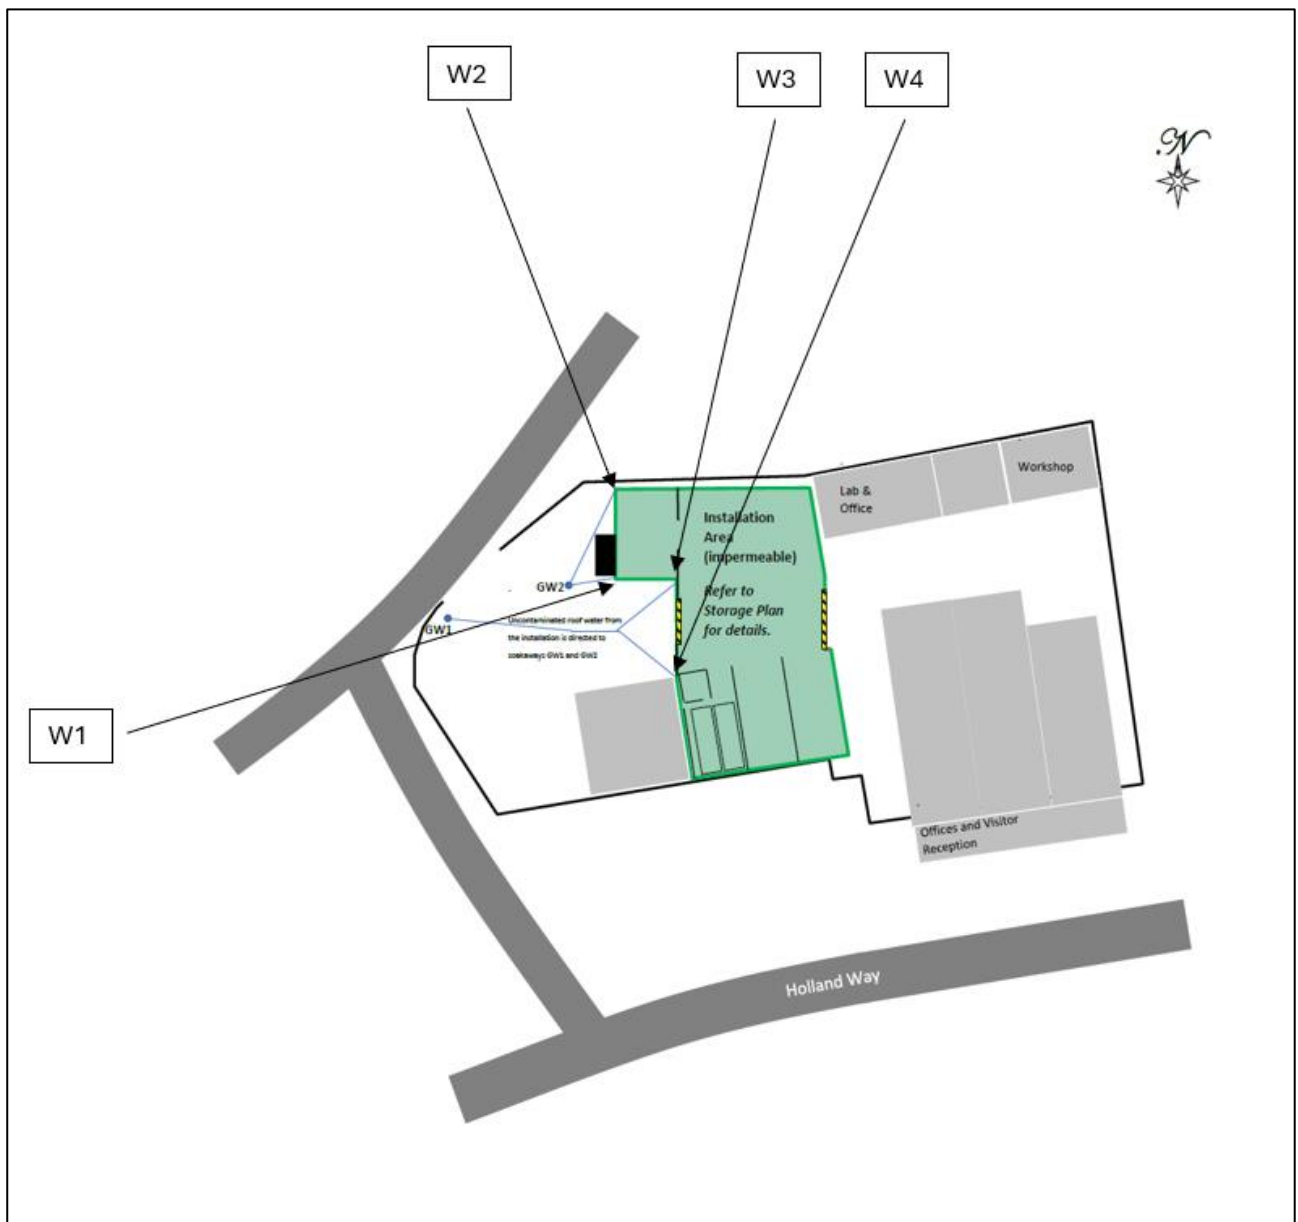 W2
W3
W4
N
Lab &
Office
Workshop
Installation
Area
(impermeable)
Refer to
Storage Plan
for details.
GW2
GW1
Uncontaminated roof water from
the installation is directed to
soakaways GW1 and GW2
W1
Offices and Visitor
Reception
Holland Way